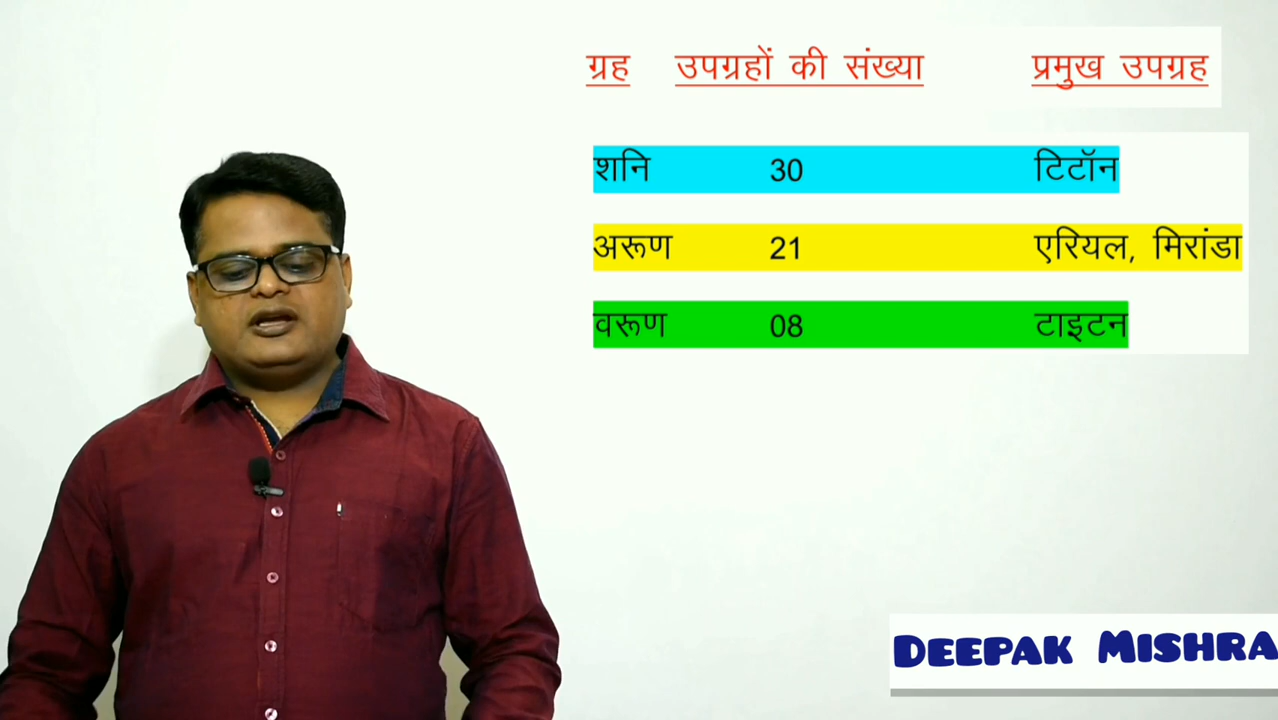 ग्रह उपग्रहों की संख्या प्रमुख उपग्रह
शनि 30 टिटॉन
अरूण 21 एरियल, मिरांडा
वरूण 08 टाइटन
DEEPAK MISHRA